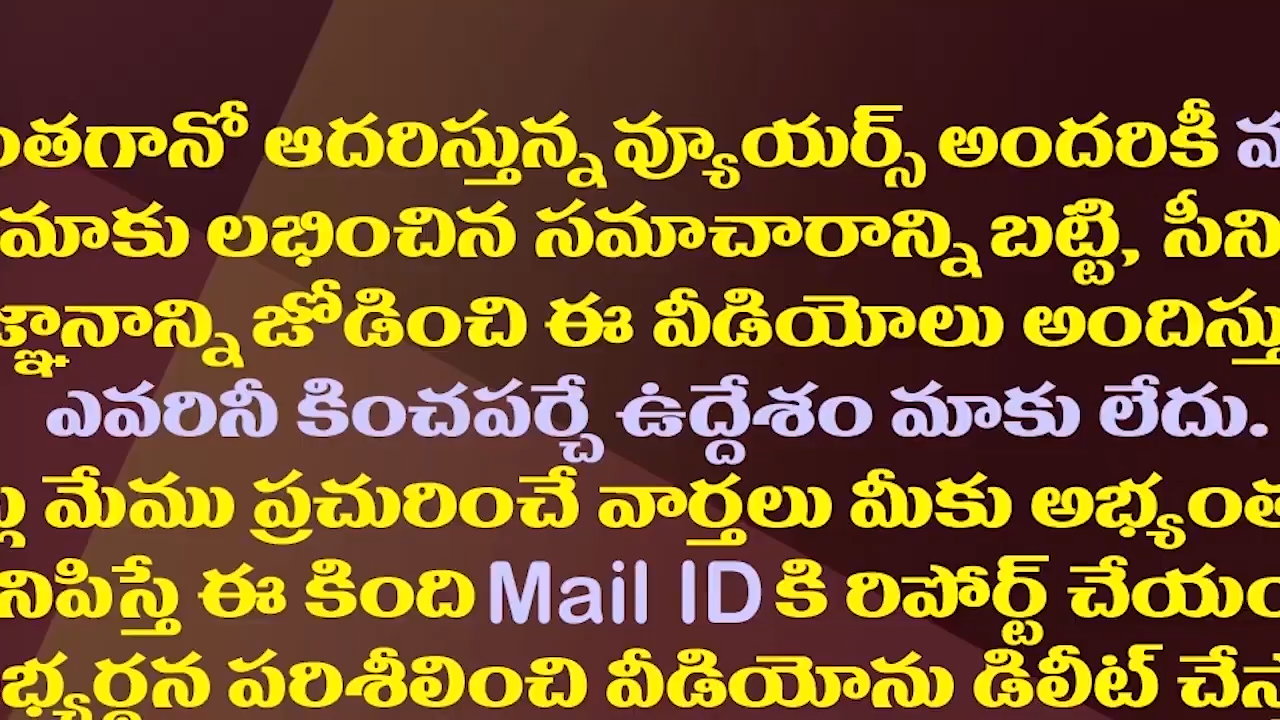 ఆదరిస్తున్న వ్యూయర్స్ అందరికీ
మాకు లభించిన సమాచారాన్ని బట్టి,
జోడించి ఈ వీడియోలు
ఎవరినీ కించపర్చే ఉద్దేశం మాకు లేదు.
మేము ప్రచురించే వార్తలు మీకు
ఈ కింది Mail ID కి రిపోర్ట్
పరిశీలించి వీడియోను డిలీట్